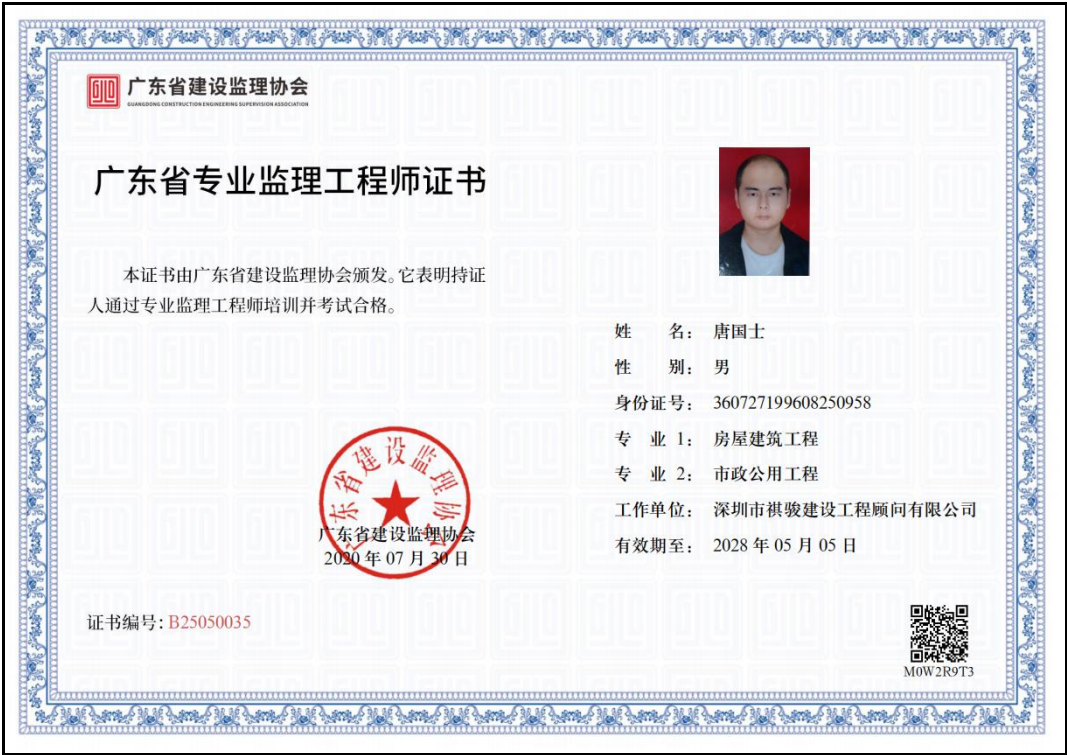 广东省建设监理协会
GUANGDONG CONSTRUCTION ENGINEERING SUPERVISION ASSOCIATION
广东省专业监理工程师证书
本证书由广东省建设监理协会颁发。它表明持证
人通过专业监理工程师培训并考试合格。
姓 名： 唐国士
性 别： 男
身份证号： 360727199608250958
专 业 1： 房屋建筑工程
专 业 2： 市政公用工程
工作单位： 深圳市祺骏建设工程顾问有限公司
有效期至： 2028 年 05 月 05 日
广东省建设监理协会
广东省建设监理协会
2020 年 07 月 30 日
证书编号: B25050035
M0W2R9T3